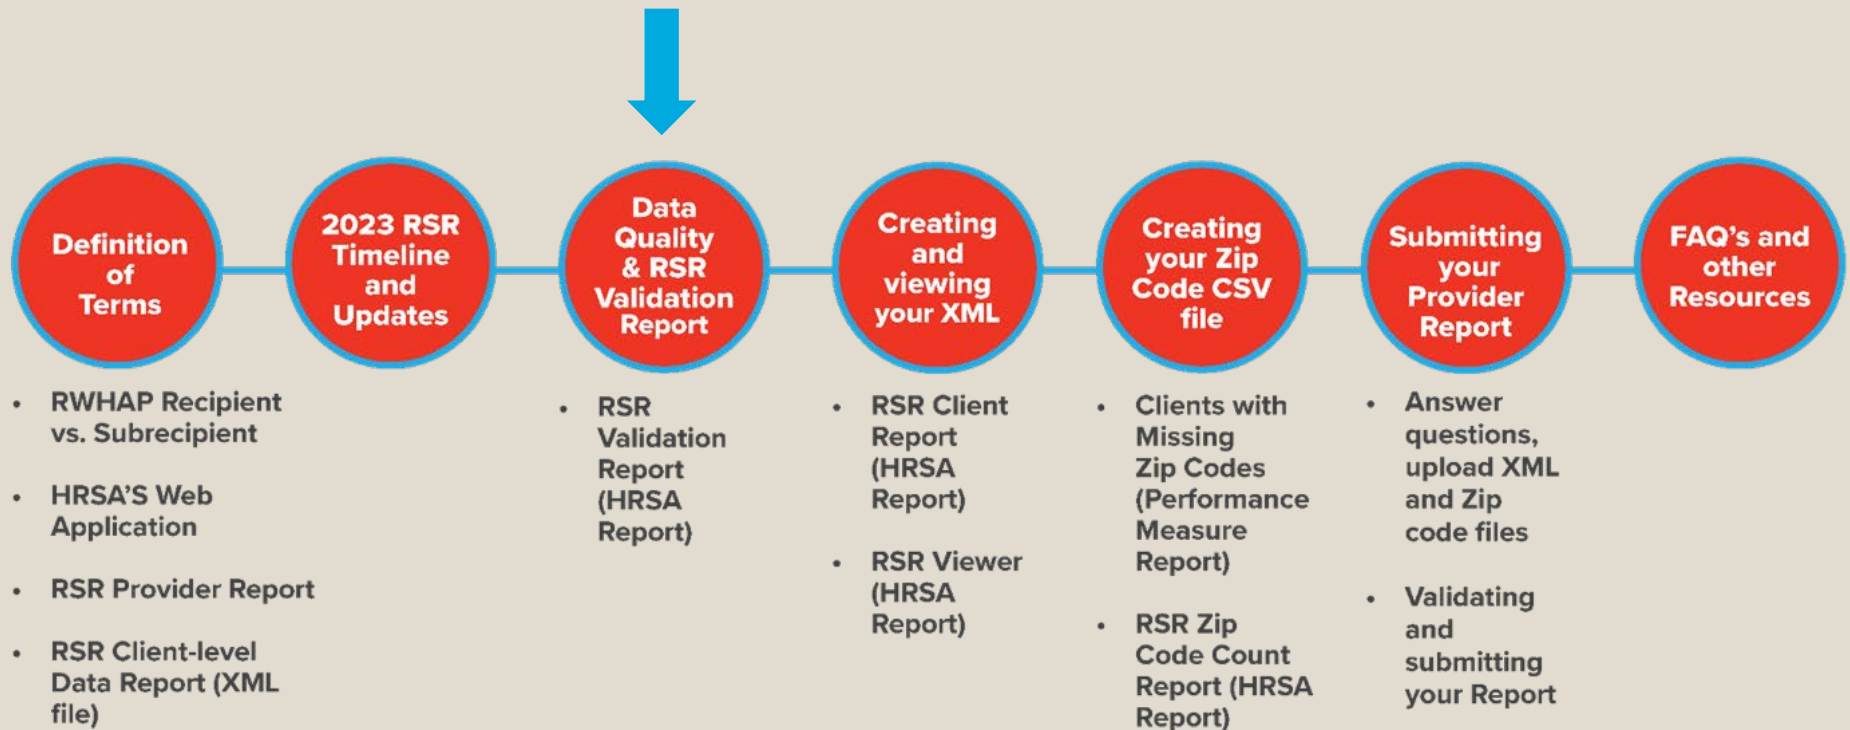 Definition
of
Terms
2023 RSR
Timeline
and
Updates
Data
Quality
& RSR
Validation
Report
Creating
and
viewing
your XML
Creating
your Zip
Code CSV
file
Submitting
your
Provider
Report
FAQ's and
other
Resources
• RWHAP Recipient
vs. Subrecipient
• HRSA'S Web
Application
• RSR Provider Report
• RSR Client-level
Data Report (XML
file)
• RSR
Validation
Report
(HRSA
Report)
• RSR Client
Report
(HRSA
Report)
• RSR Viewer
(HRSA
Report)
• Clients with
Missing
Zip Codes
(Performance
Measure
Report)
• RSR Zip
Code Count
Report (HRSA
Report)
• Answer
questions,
upload XML
and Zip
code files
• Validating
and
submitting
your Report